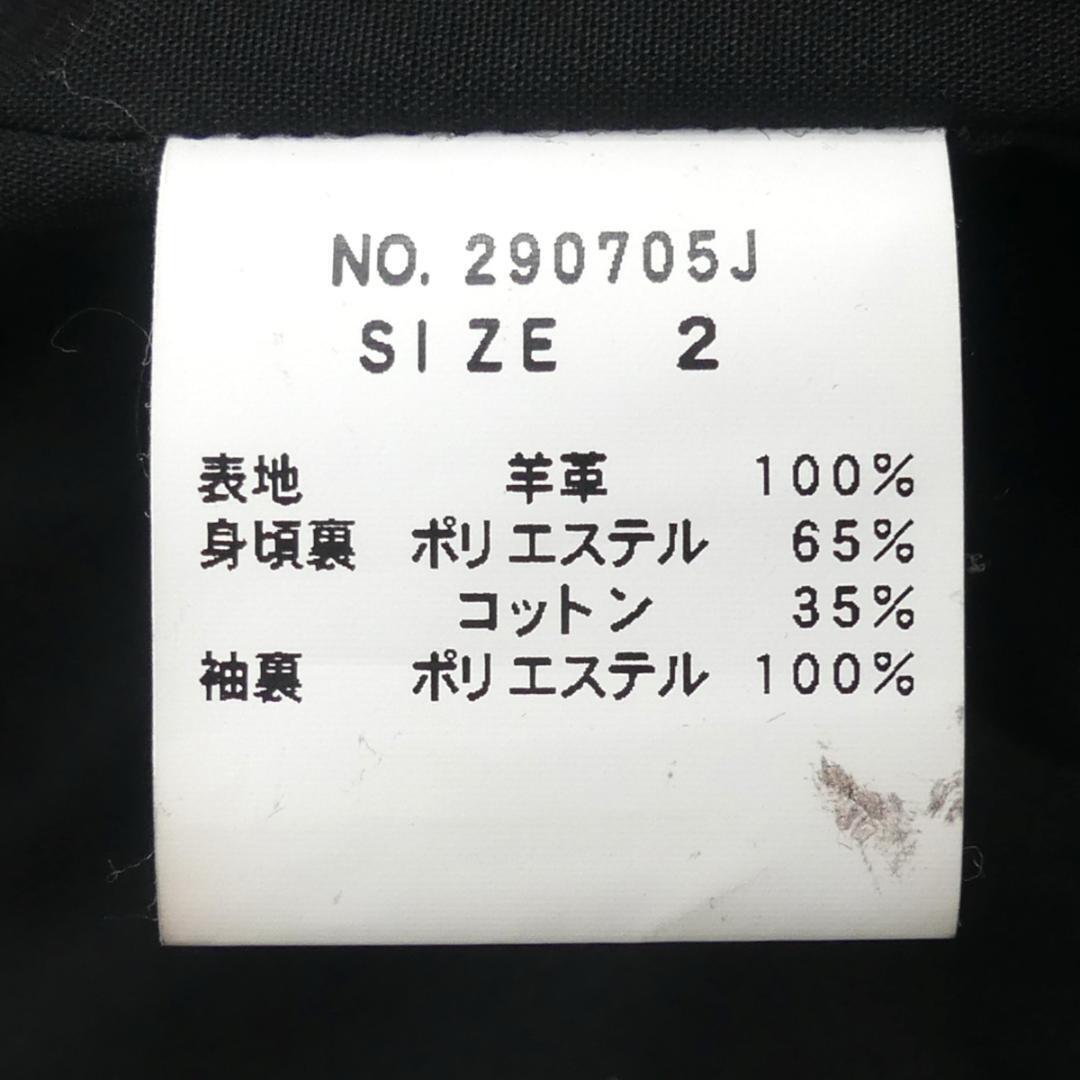 NO. 290705J
SIZE 2
表地 羊革 100%
身頃裏 ポリエステル 65%
コットン 35%
袖裏 ポリエステル 100%